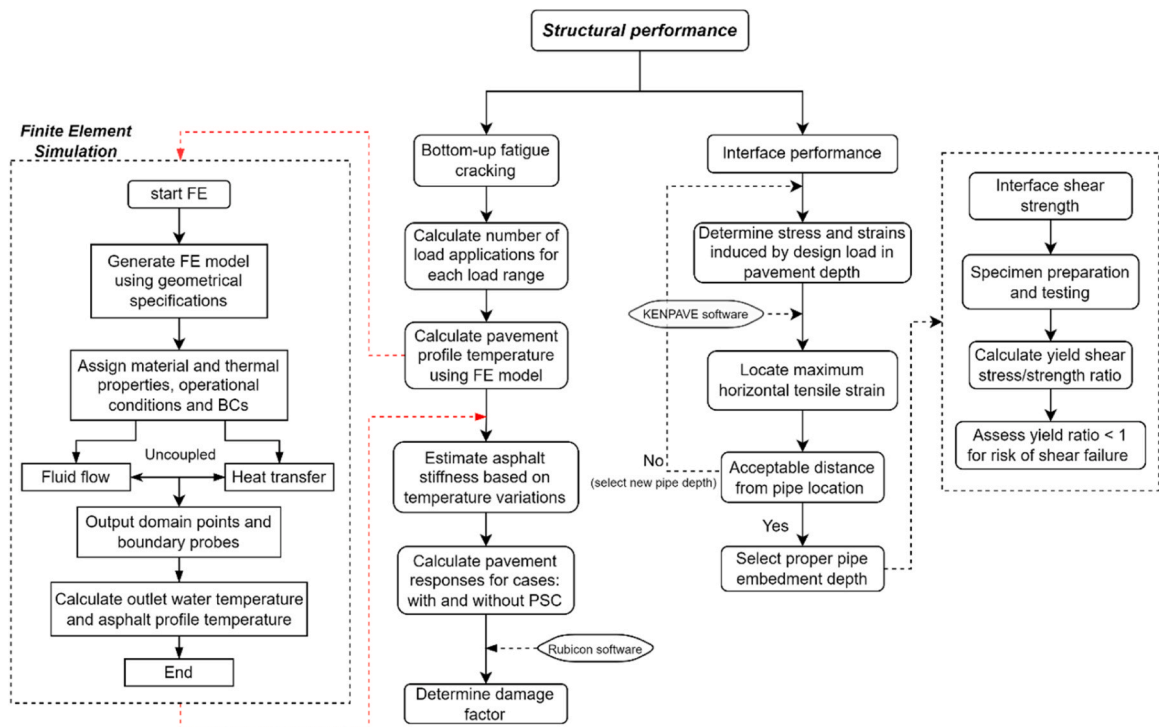 Structural performance
Finite Element
Simulation
start FE
Generate FE model
using geometrical
specifications
Assign material and thermal
properties, operational
conditions and BCs
Uncoupled
Fluid flow
Heat transfer
Output domain points and
boundary probes
Calculate outlet water temperature
and asphalt profile temperature
End
Bottom-up fatigue
cracking
Calculate number of
load applications for
each load range
Calculate pavement
profile temperature
using FE model
Estimate asphalt
stiffness based on
temperature variations
Calculate pavement
responses for cases:
with and without PSC
Rubicon software
Determine damage
factor
Interface performance
Determine stress and strains
induced by design load in
pavement depth
KENPAVE software
Locate maximum
horizontal tensile strain
No
(select new pipe depth)
Acceptable distance
from pipe location
Yes
Select proper pipe
embedment depth
Interface shear
strength
Specimen preparation
and testing
Calculate yield shear
stress/strength ratio
Assess yield ratio < 1
for risk of shear failure